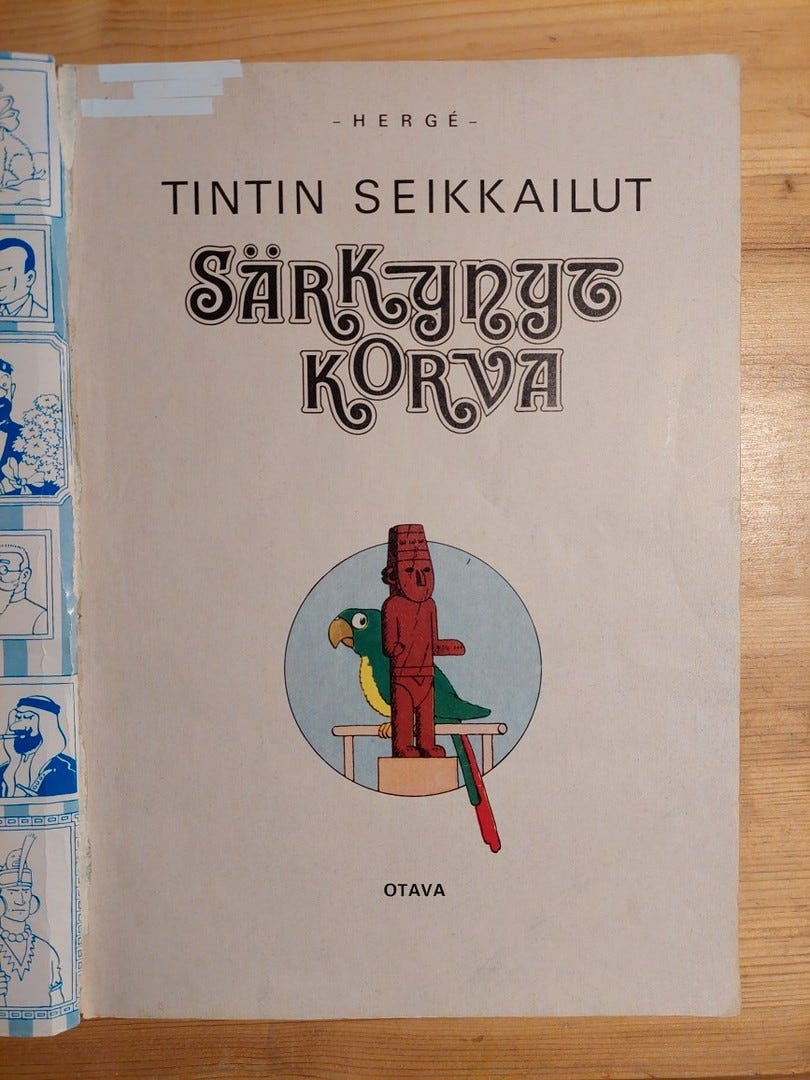 - HERGÉ -
TINTIN SEIKKAILUT
SÄRKYNYT
KORVA
OTAVA